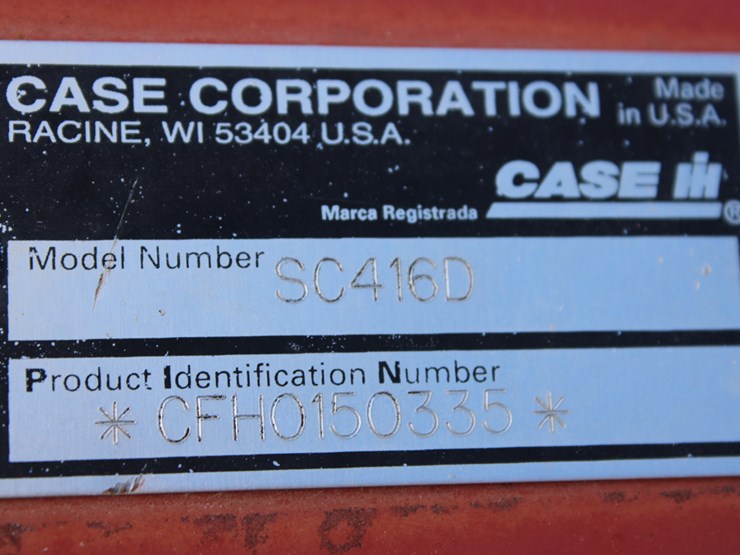 CASE CORPORATION Made in U.S.A.
RACINE, WI 53404 U.S.A.
CASE IH
Marca Registrada ®
Model Number SC416D
Product Identification Number
* CFH0150335 *